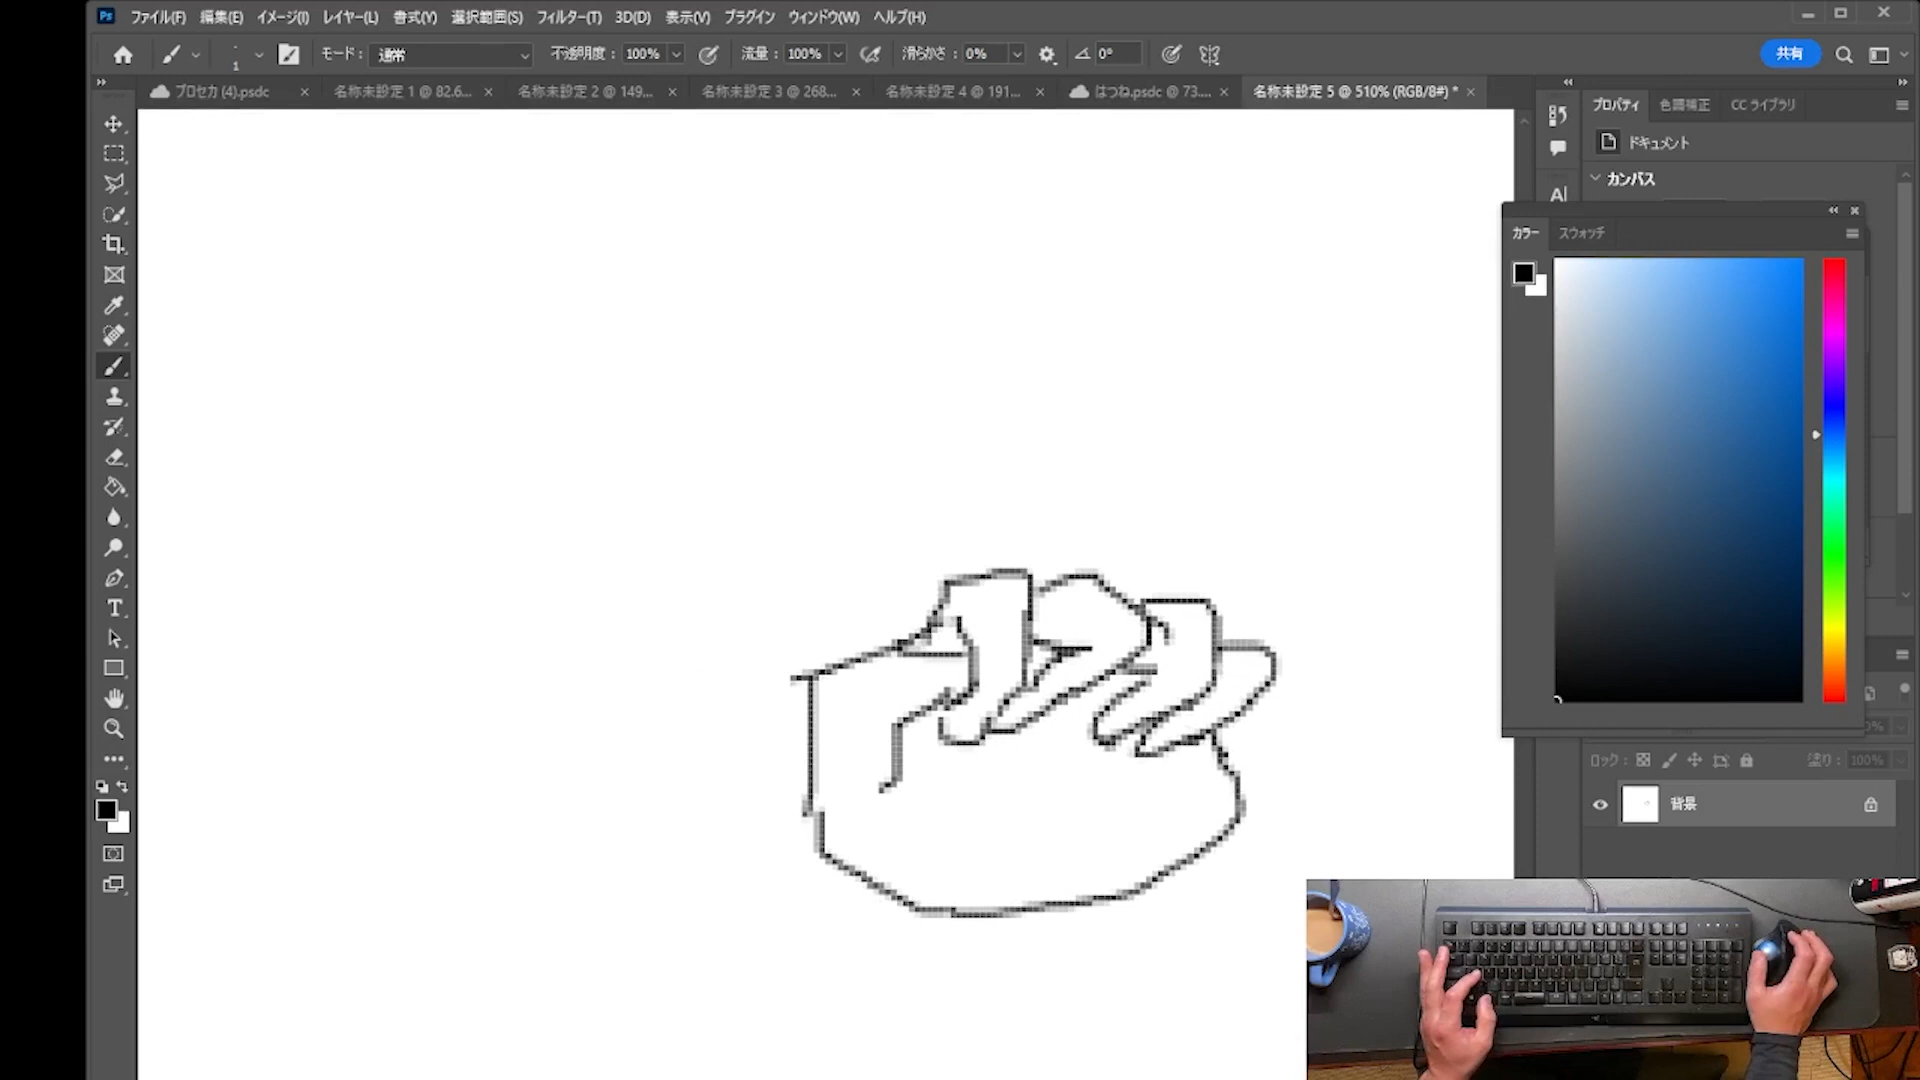 Ps ファイル(F) 編集(E) イメージ(I) レイヤー(L) 書式(Y) 選択範囲(S) フィルター(T) 3D(D) 表示(V) プラグイン ウィンドウ(W) ヘルプ(H)
1 モード： 通常 不透明度： 100% 流量： 100% 滑らかさ： 0% 0° 共有
プロセカ (4).psdc 名称未設定 1 @ 82.6... 名称未設定 2 @ 149... 名称未設定 3 @ 268... 名称未設定 4 @ 191... はつね.psdc @ 73.... 名称未設定 5 @ 510% (RGB/8#) *
プロパティ 色調補正 CC ライブラリ
ドキュメント
カンバス
カラー スウォッチ
ロック： 塗り： 100%
背景